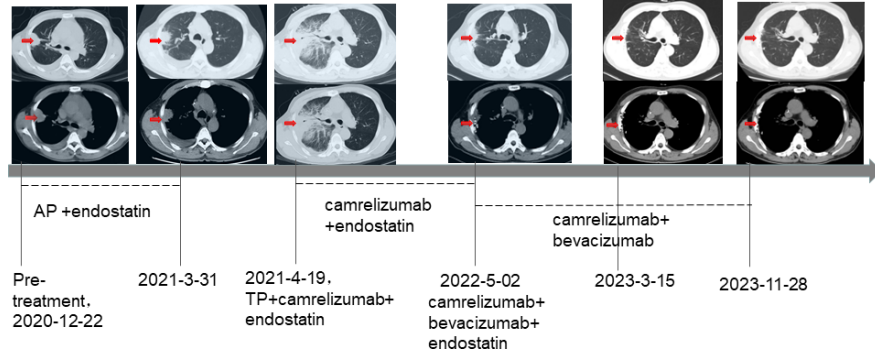 AP +endostatin
camrelizumab
+endostatin
camrelizumab+
bevacizumab
Pre-
treatment,
2020-12-22
2021-3-31
2021-4-19,
TP+camrelizumab+
endostatin
2022-5-02
camrelizumab+
bevacizumab+
endostatin
2023-3-15
2023-11-28